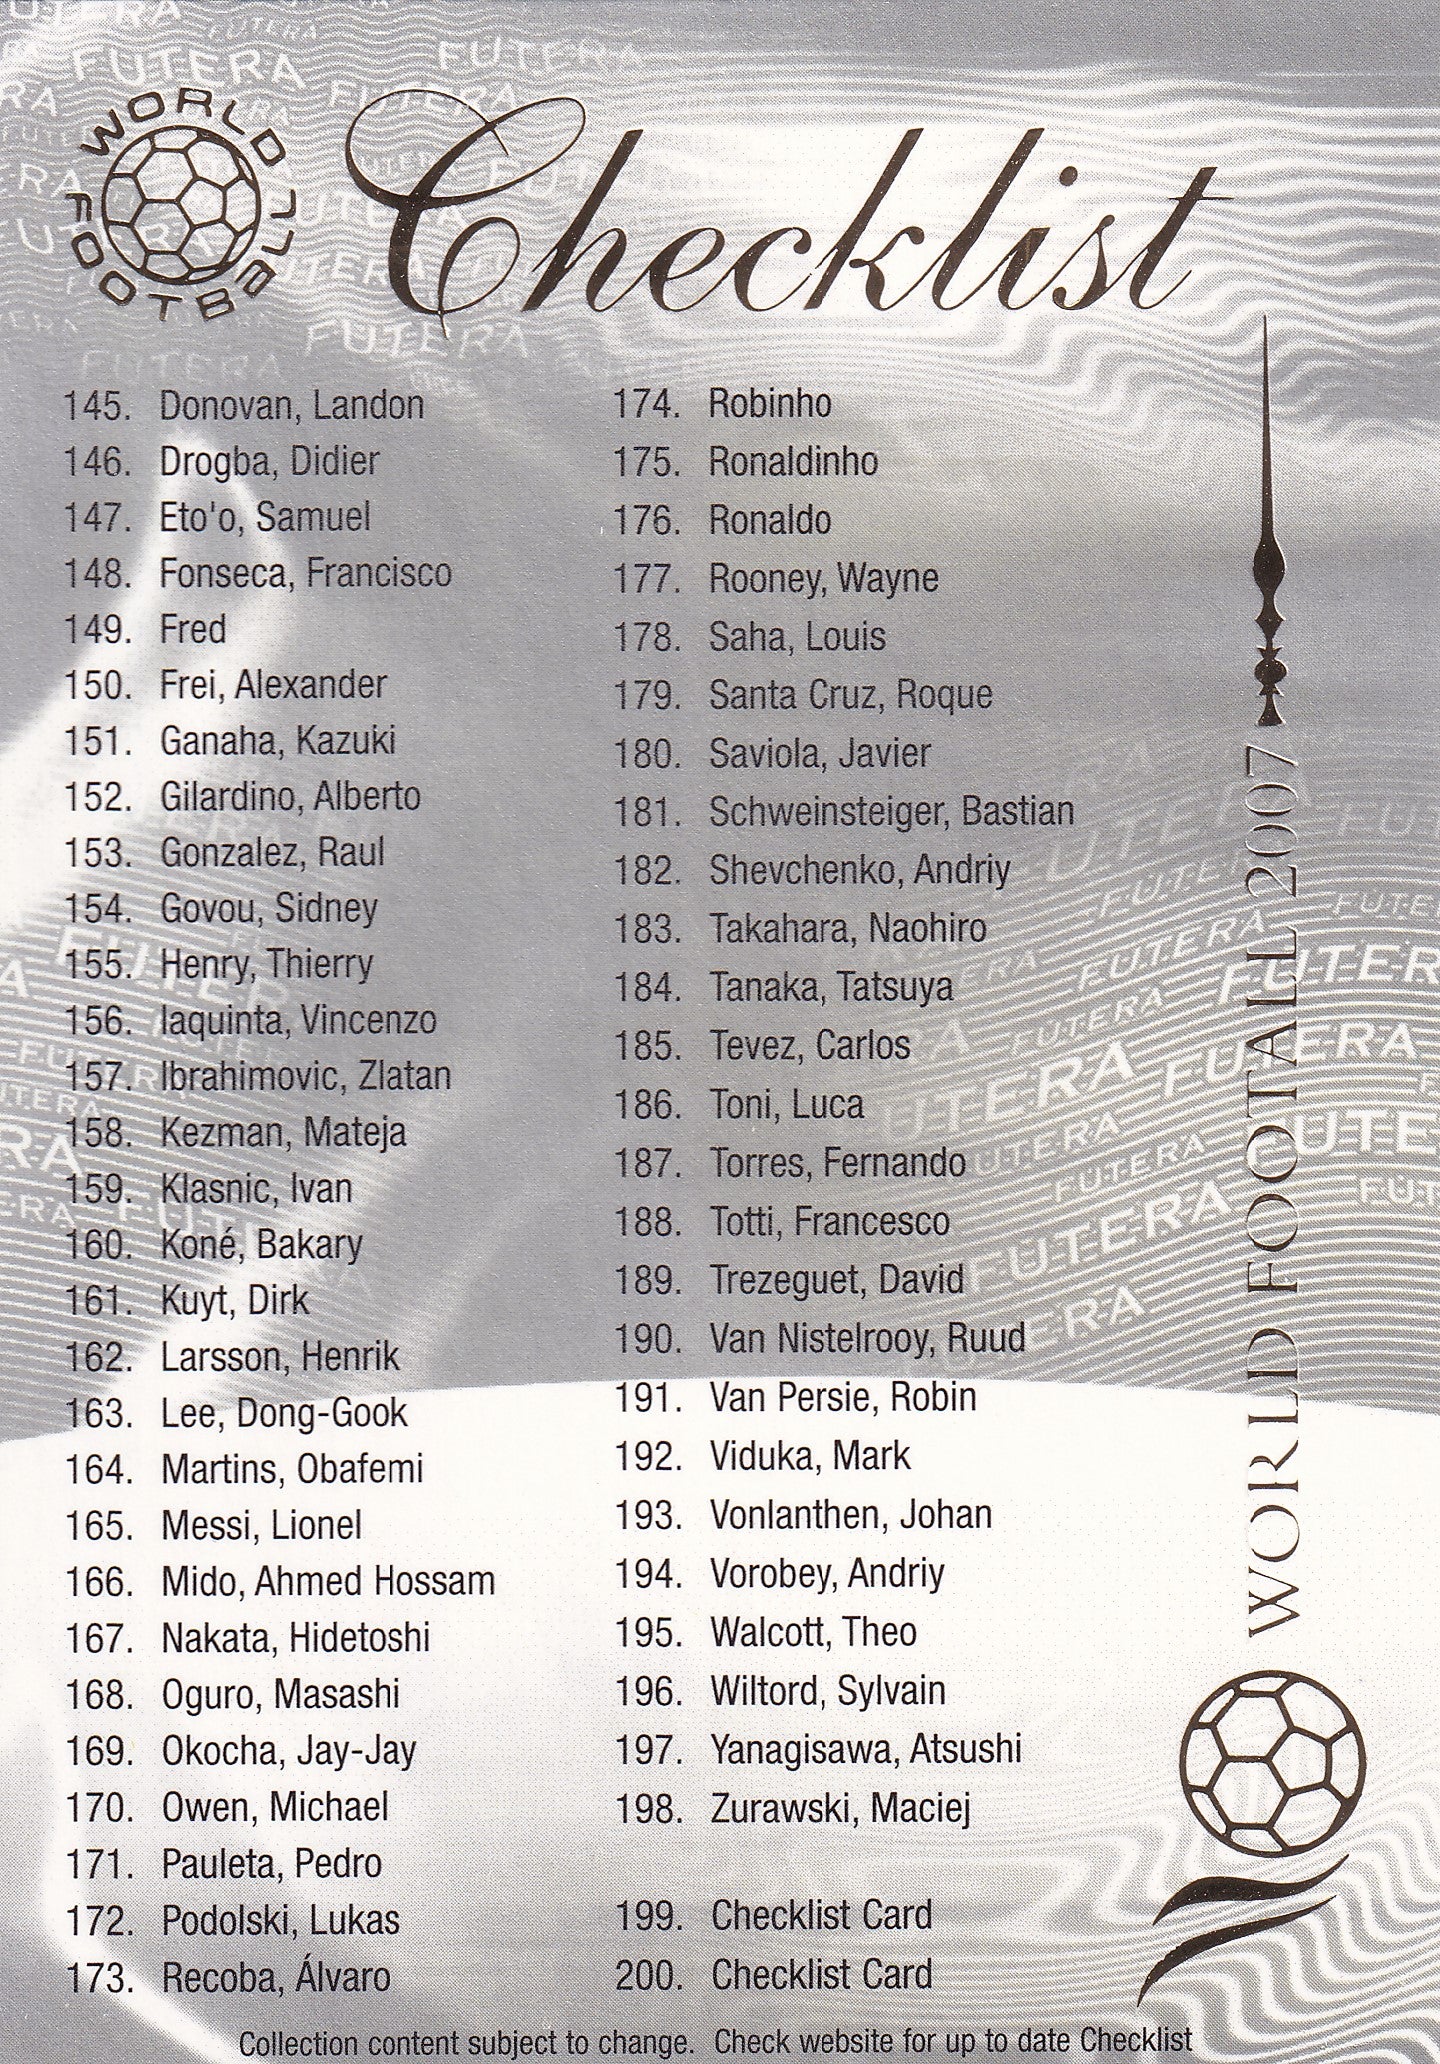 WORLD FOOTBALL
Checklist
145. Donovan, Landon
146. Drogba, Didier
147. Eto'o, Samuel
148. Fonseca, Francisco
149. Fred
150. Frei, Alexander
151. Ganaha, Kazuki
152. Gilardino, Alberto
153. Gonzalez, Raul
154. Govou, Sidney
155. Henry, Thierry
156. Iaquinta, Vincenzo
157. Ibrahimovic, Zlatan
158. Kezman, Mateja
159. Klasnic, Ivan
160. Koné, Bakary
161. Kuyt, Dirk
162. Larsson, Henrik
163. Lee, Dong-Gook
164. Martins, Obafemi
165. Messi, Lionel
166. Mido, Ahmed Hossam
167. Nakata, Hidetoshi
168. Oguro, Masashi
169. Okocha, Jay-Jay
170. Owen, Michael
171. Pauleta, Pedro
172. Podolski, Lukas
173. Recoba, Álvaro
174. Robinho
175. Ronaldinho
176. Ronaldo
177. Rooney, Wayne
178. Saha, Louis
179. Santa Cruz, Roque
180. Saviola, Javier
181. Schweinsteiger, Bastian
182. Shevchenko, Andriy
183. Takahara, Naohiro
184. Tanaka, Tatsuya
185. Tevez, Carlos
186. Toni, Luca
187. Torres, Fernando
188. Totti, Francesco
189. Trezeguet, David
190. Van Nistelrooy, Ruud
191. Van Persie, Robin
192. Viduka, Mark
193. Vonlanthen, Johan
194. Vorobey, Andriy
195. Walcott, Theo
196. Wiltord, Sylvain
197. Yanagisawa, Atsushi
198. Zurawski, Maciej
199. Checklist Card
200. Checklist Card
WORLD FOOTALL 2007
Collection content subject to change. Check website for up to date Checklist